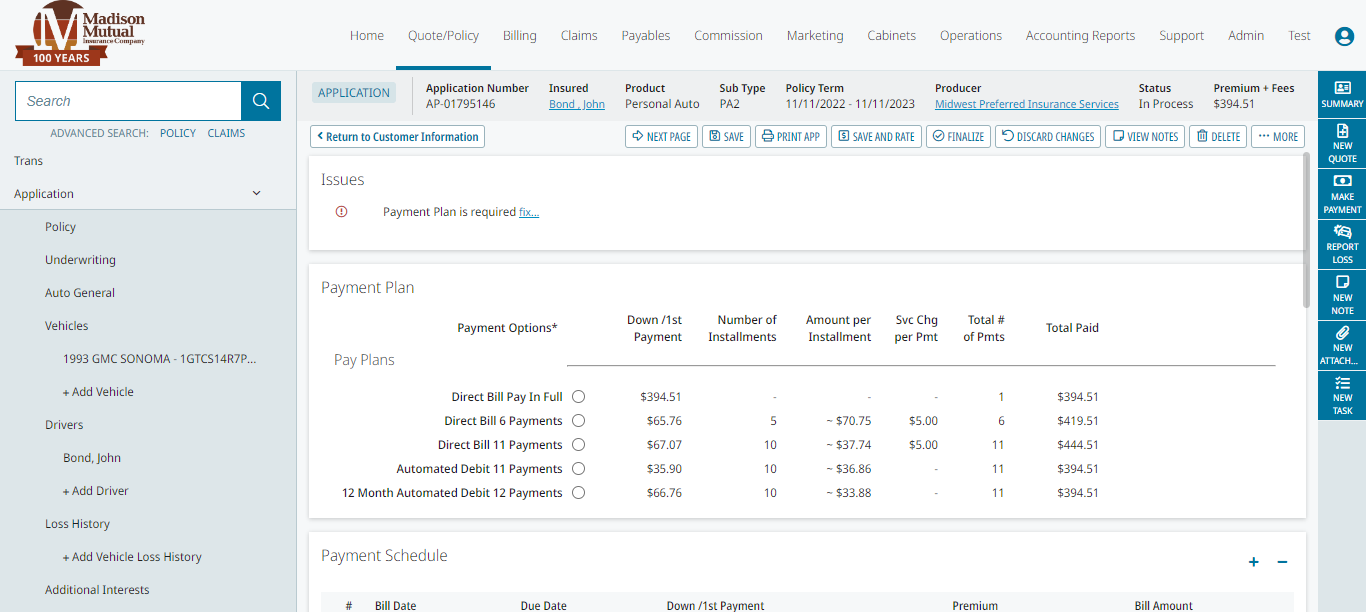 Madison
Mutual
Insurance Company
100 YEARS
Home Quote/Policy Billing Claims Payables Commission Marketing Cabinets Operations Accounting Reports Support Admin Test
Search
ADVANCED SEARCH: POLICY CLAIMS
Trans
Application
Policy
Underwriting
Auto General
Vehicles
1993 GMC SONOMA - 1GTCS14R7P...
+ Add Vehicle
Drivers
Bond, John
+ Add Driver
Loss History
+ Add Vehicle Loss History
Additional Interests
APPLICATION
Application Number Insured Product Sub Type Policy Term Producer Status Premium + Fees
AP-01795146 Bond , John Personal Auto PA2 11/11/2022 - 11/11/2023 Midwest Preferred Insurance Services In Process $394.51
Return to Customer Information NEXT PAGE SAVE PRINT APP SAVE AND RATE FINALIZE DISCARD CHANGES VIEW NOTES DELETE ··· MORE
Issues
Payment Plan is required fix...
Payment Plan
Payment Options* Down /1st Payment Number of Installments Amount per Installment Svc Chg per Pmt Total # of Pmts Total Paid
Pay Plans
Direct Bill Pay In Full $394.51 - - - 1 $394.51
Direct Bill 6 Payments $65.76 5 ~ $70.75 $5.00 6 $419.51
Direct Bill 11 Payments $67.07 10 ~ $37.74 $5.00 11 $444.51
Automated Debit 11 Payments $35.90 10 ~ $36.86 - 11 $394.51
12 Month Automated Debit 12 Payments $66.76 10 ~ $33.88 - 11 $394.51
Payment Schedule + −
# Bill Date Due Date Down /1st Payment Premium Bill Amount
SUMMARY
NEW
QUOTE
MAKE
PAYMENT
REPORT
LOSS
NEW
NOTE
NEW
ATTACH...
NEW
TASK